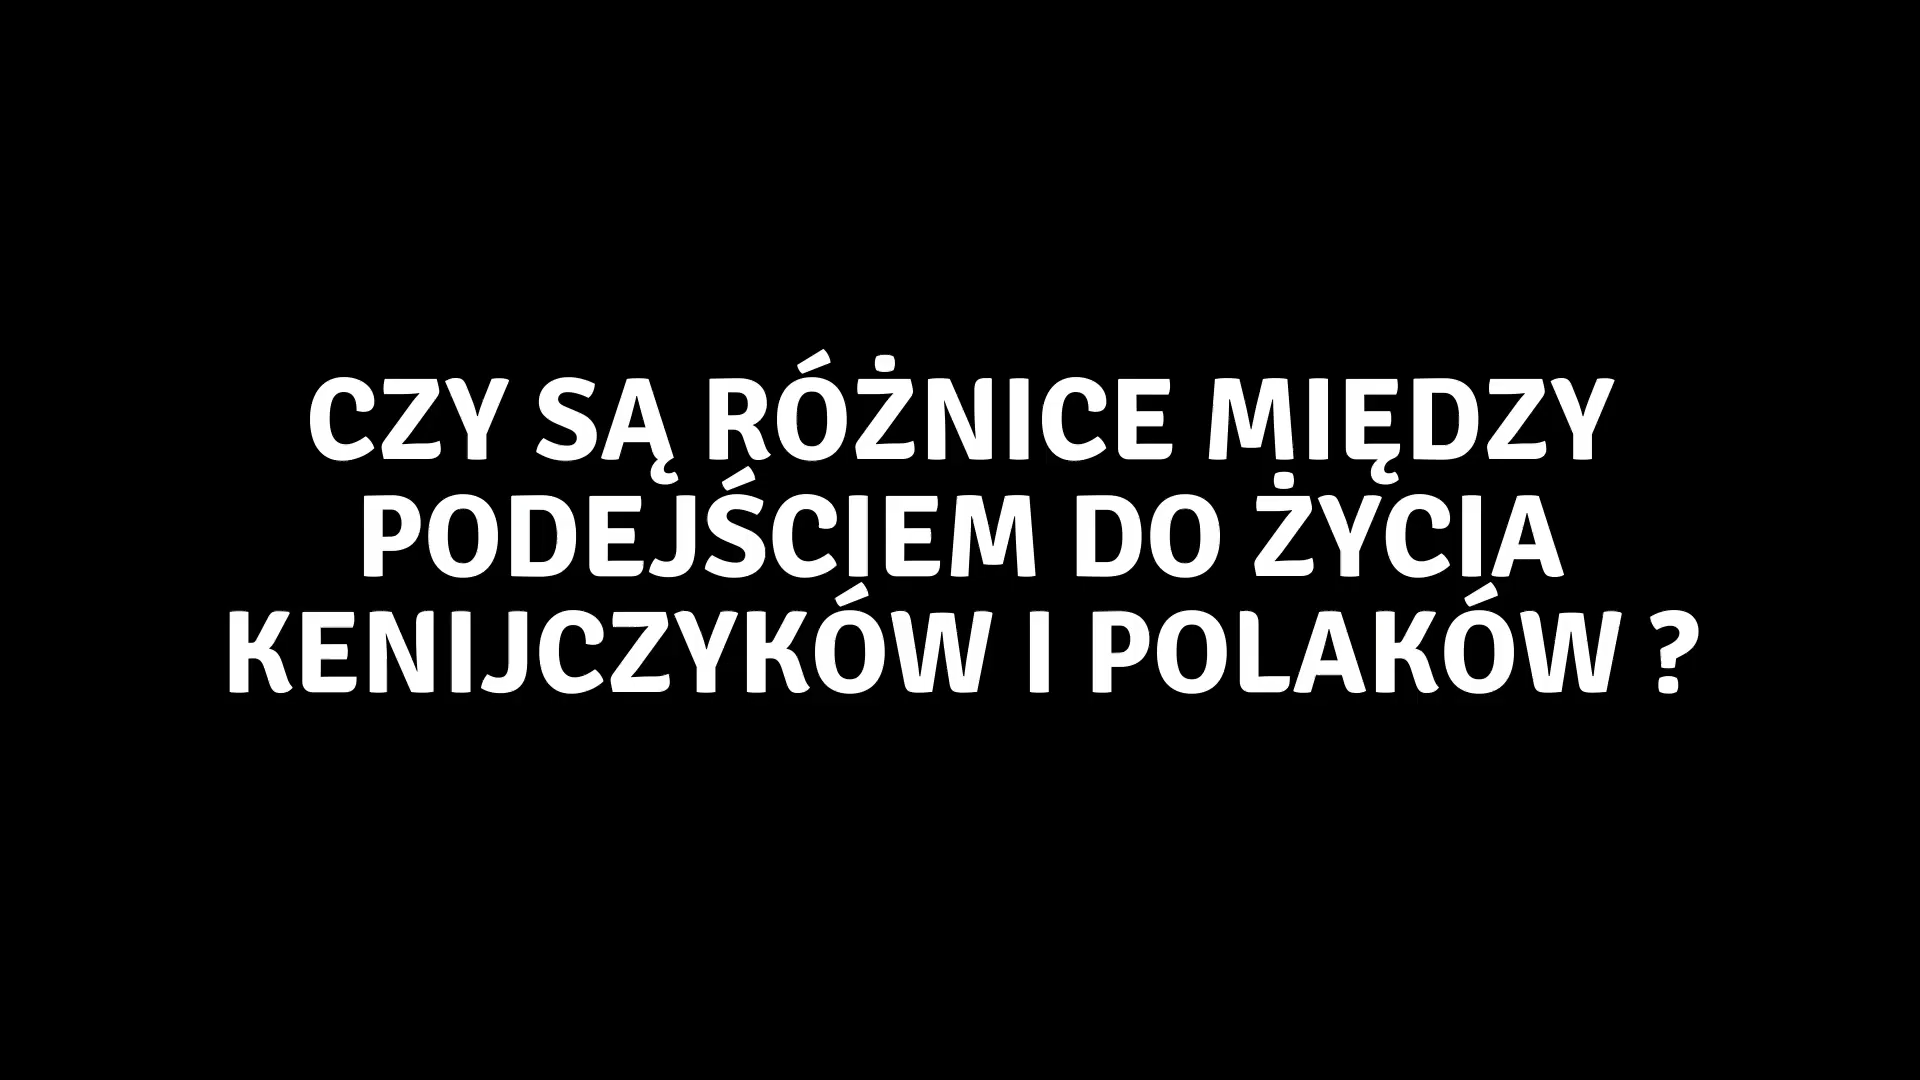 CZY SĄ RÓŻNICE MIĘDZY
PODEJŚCIEM DO ŻYCIA
KENIJCZYKÓW I POLAKÓW ?